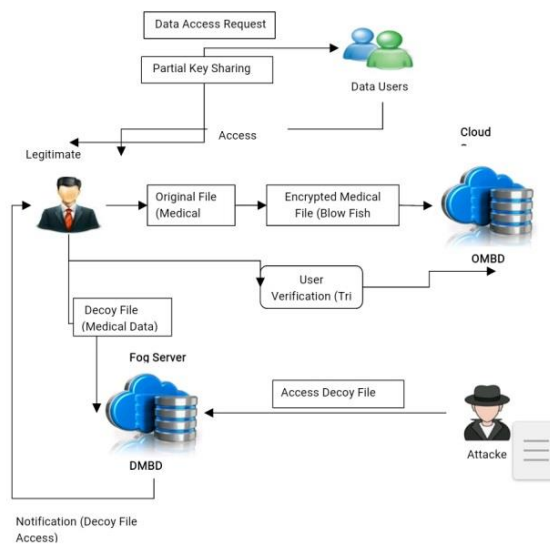 Data Access Request
Partial Key Sharing
Data Users
Access
Legitimate
Cloud
Original File
(Medical
Encrypted Medical
File (Blow Fish
OMBD
User
Verification (Tri
Decoy File
(Medical Data)
Fog Server
Access Decoy File
DMBD
Attacke
Notification (Decoy File
Access)